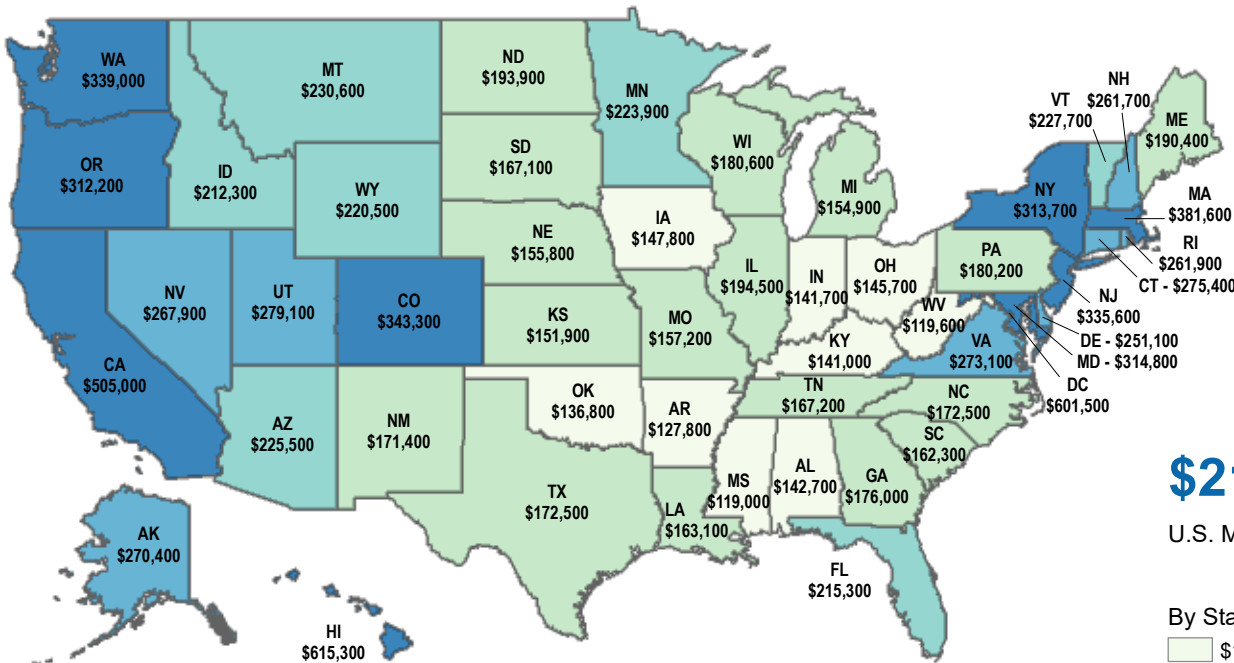 WA
$339,000
MT
$230,600
ND
$193,900
MN
$223,900
NH
$261,700
VT
$227,700
ME
$190,400
OR
$312,200
ID
$212,300
SD
$167,100
WI
$180,600
MI
$154,900
NY
$313,700
MA
$381,600
WY
$220,500
IA
$147,800
NE
$155,800
PA
$180,200
RI
$261,900
CT - $275,400
NV
$267,900
UT
$279,100
CO
$343,300
KS
$151,900
IL
$194,500
IN
$141,700
OH
$145,700
NJ
$335,600
MO
$157,200
WV
$119,600
DE - $251,100
MD - $314,800
VA
$273,100
KY
$141,000
CA
$505,000
DC
$601,500
OK
$136,800
TN
$167,200
NC
$172,500
AZ
$225,500
NM
$171,400
AR
$127,800
SC
$162,300
TX
$172,500
LA
$163,100
MS
$119,000
AL
$142,700
GA
$176,000
AK
$270,400
FL
$215,300
HI
$615,300
U.S.